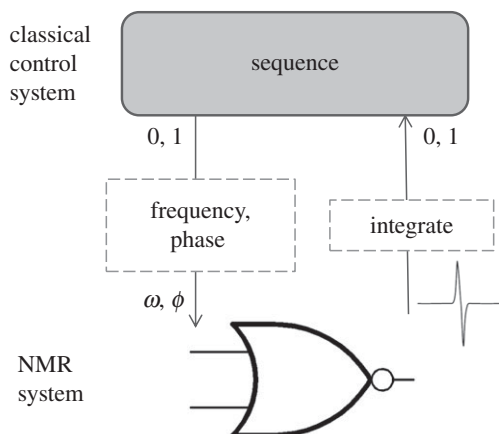 classical
control
system
sequence
0, 1
0, 1
frequency,
phase
integrate
ω, ϕ
NMR
system